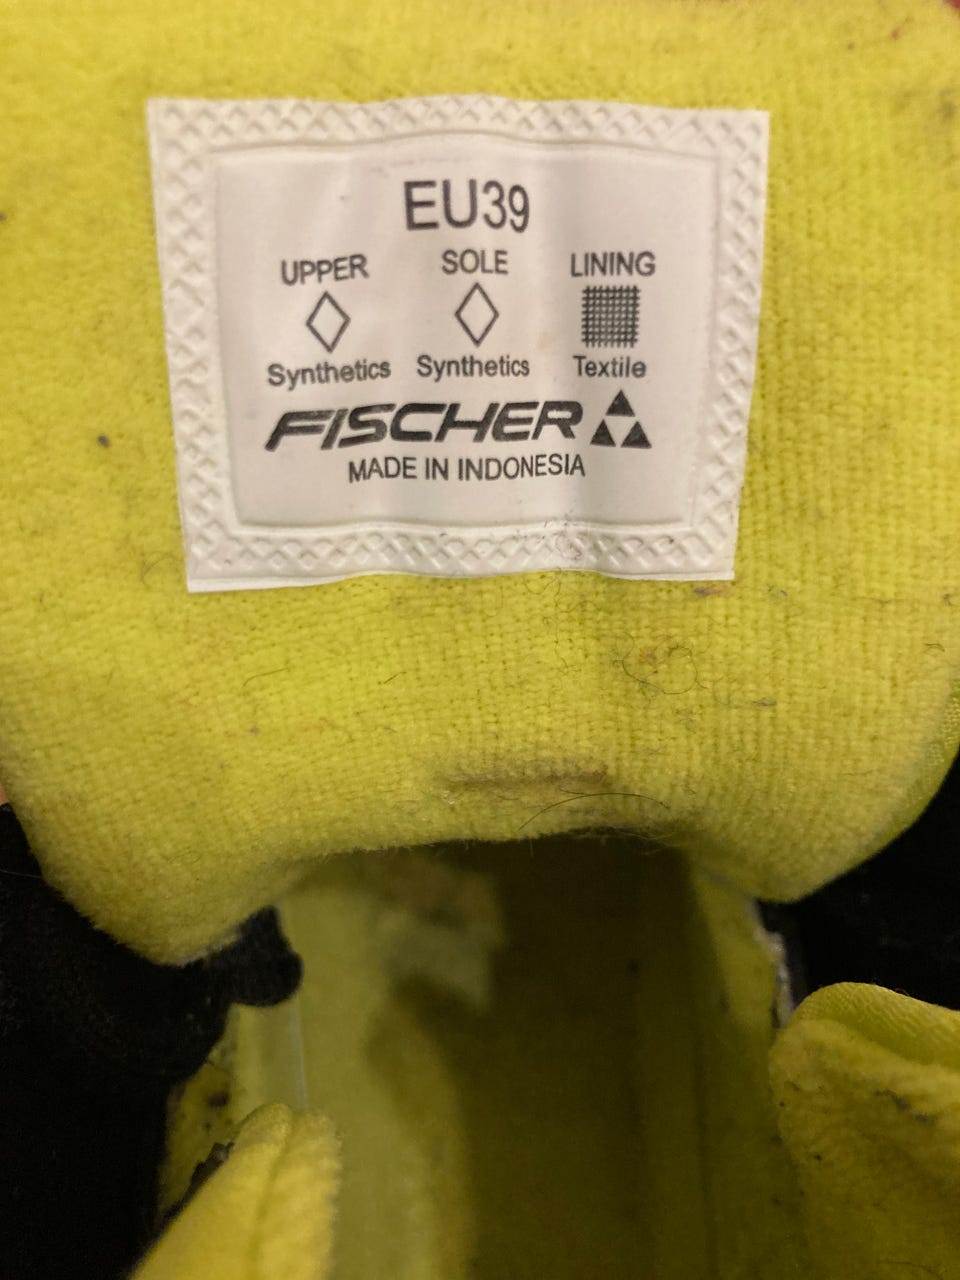 EU39
UPPER SOLE LINING
Synthetics Synthetics Textile
FISCHER
MADE IN INDONESIA